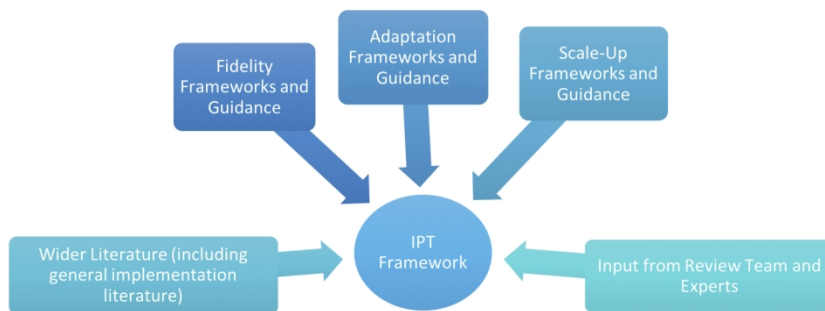 Fidelity
Frameworks and
Guidance
Adaptation
Frameworks and
Guidance
Scale-Up
Frameworks and
Guidance
Wider Literature (including
general implementation
literature)
IPT
Framework
Input from Review Team and
Experts